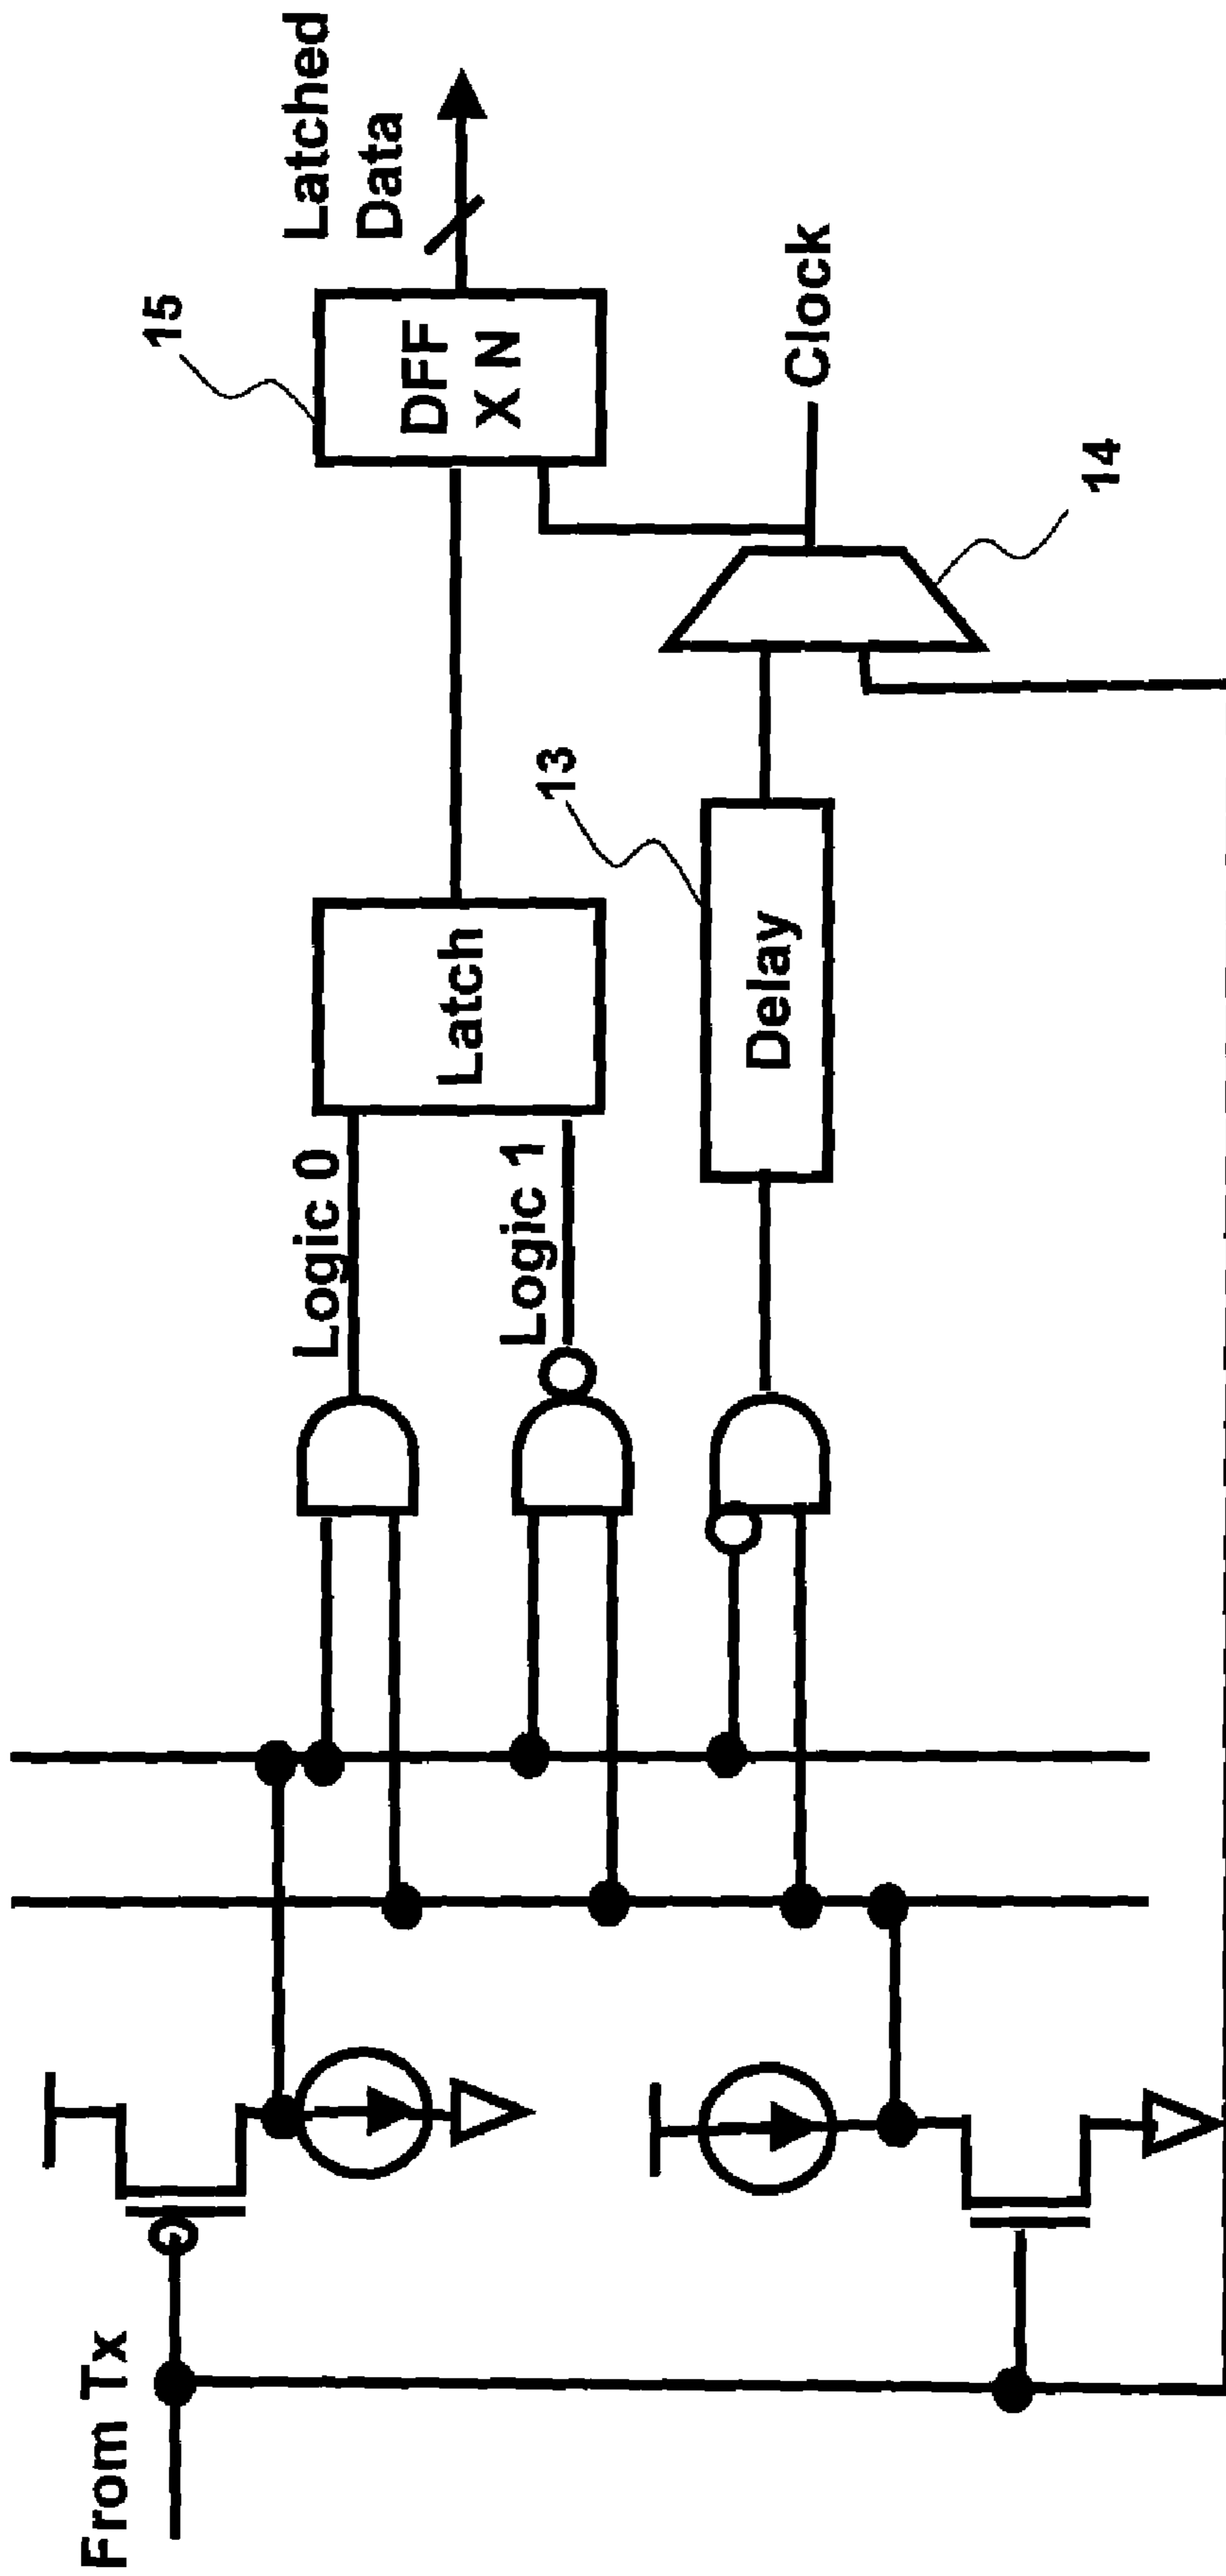 From Tx
Logic 0
Logic 1
Latch
Delay
13
14
15
DFF
X N
Clock
Latched
Data